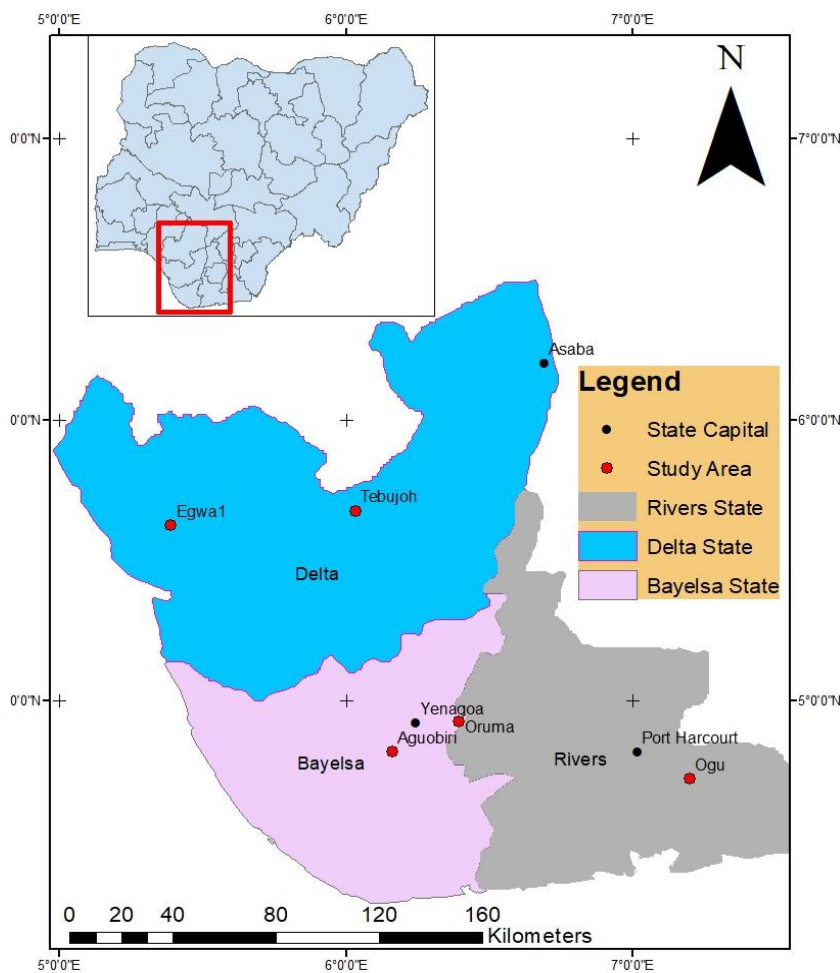 5°0'0"E 6°0'0"E 7°0'0"E
N
0'0"N 7°0'0"N
Asaba
Legend
State Capital
Study Area
Rivers State
Delta State
Bayelsa State
0'0"N 6°0'0"N
Tebujoh
Egwa1
Delta
0'0"N 5°0'0"N
Yenagoa
Oruma
Aguobiri
Port Harcourt
Bayelsa
Rivers
Ogu
0 20 40 80 120 160
Kilometers
5°0'0"E 6°0'0"E 7°0'0"E